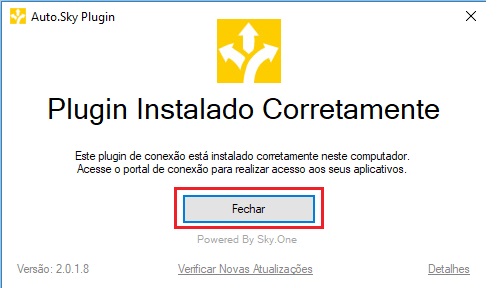 Auto.Sky Plugin
Plugin Instalado Corretamente
Este plugin de conexão está instalado corretamente neste computador.
Acesse o portal de conexão para realizar acesso aos seus aplicativos.
Fechar
Powered By Sky.One
Versão: 2.0.1.8
Verificar Novas Atualizações
Detalhes